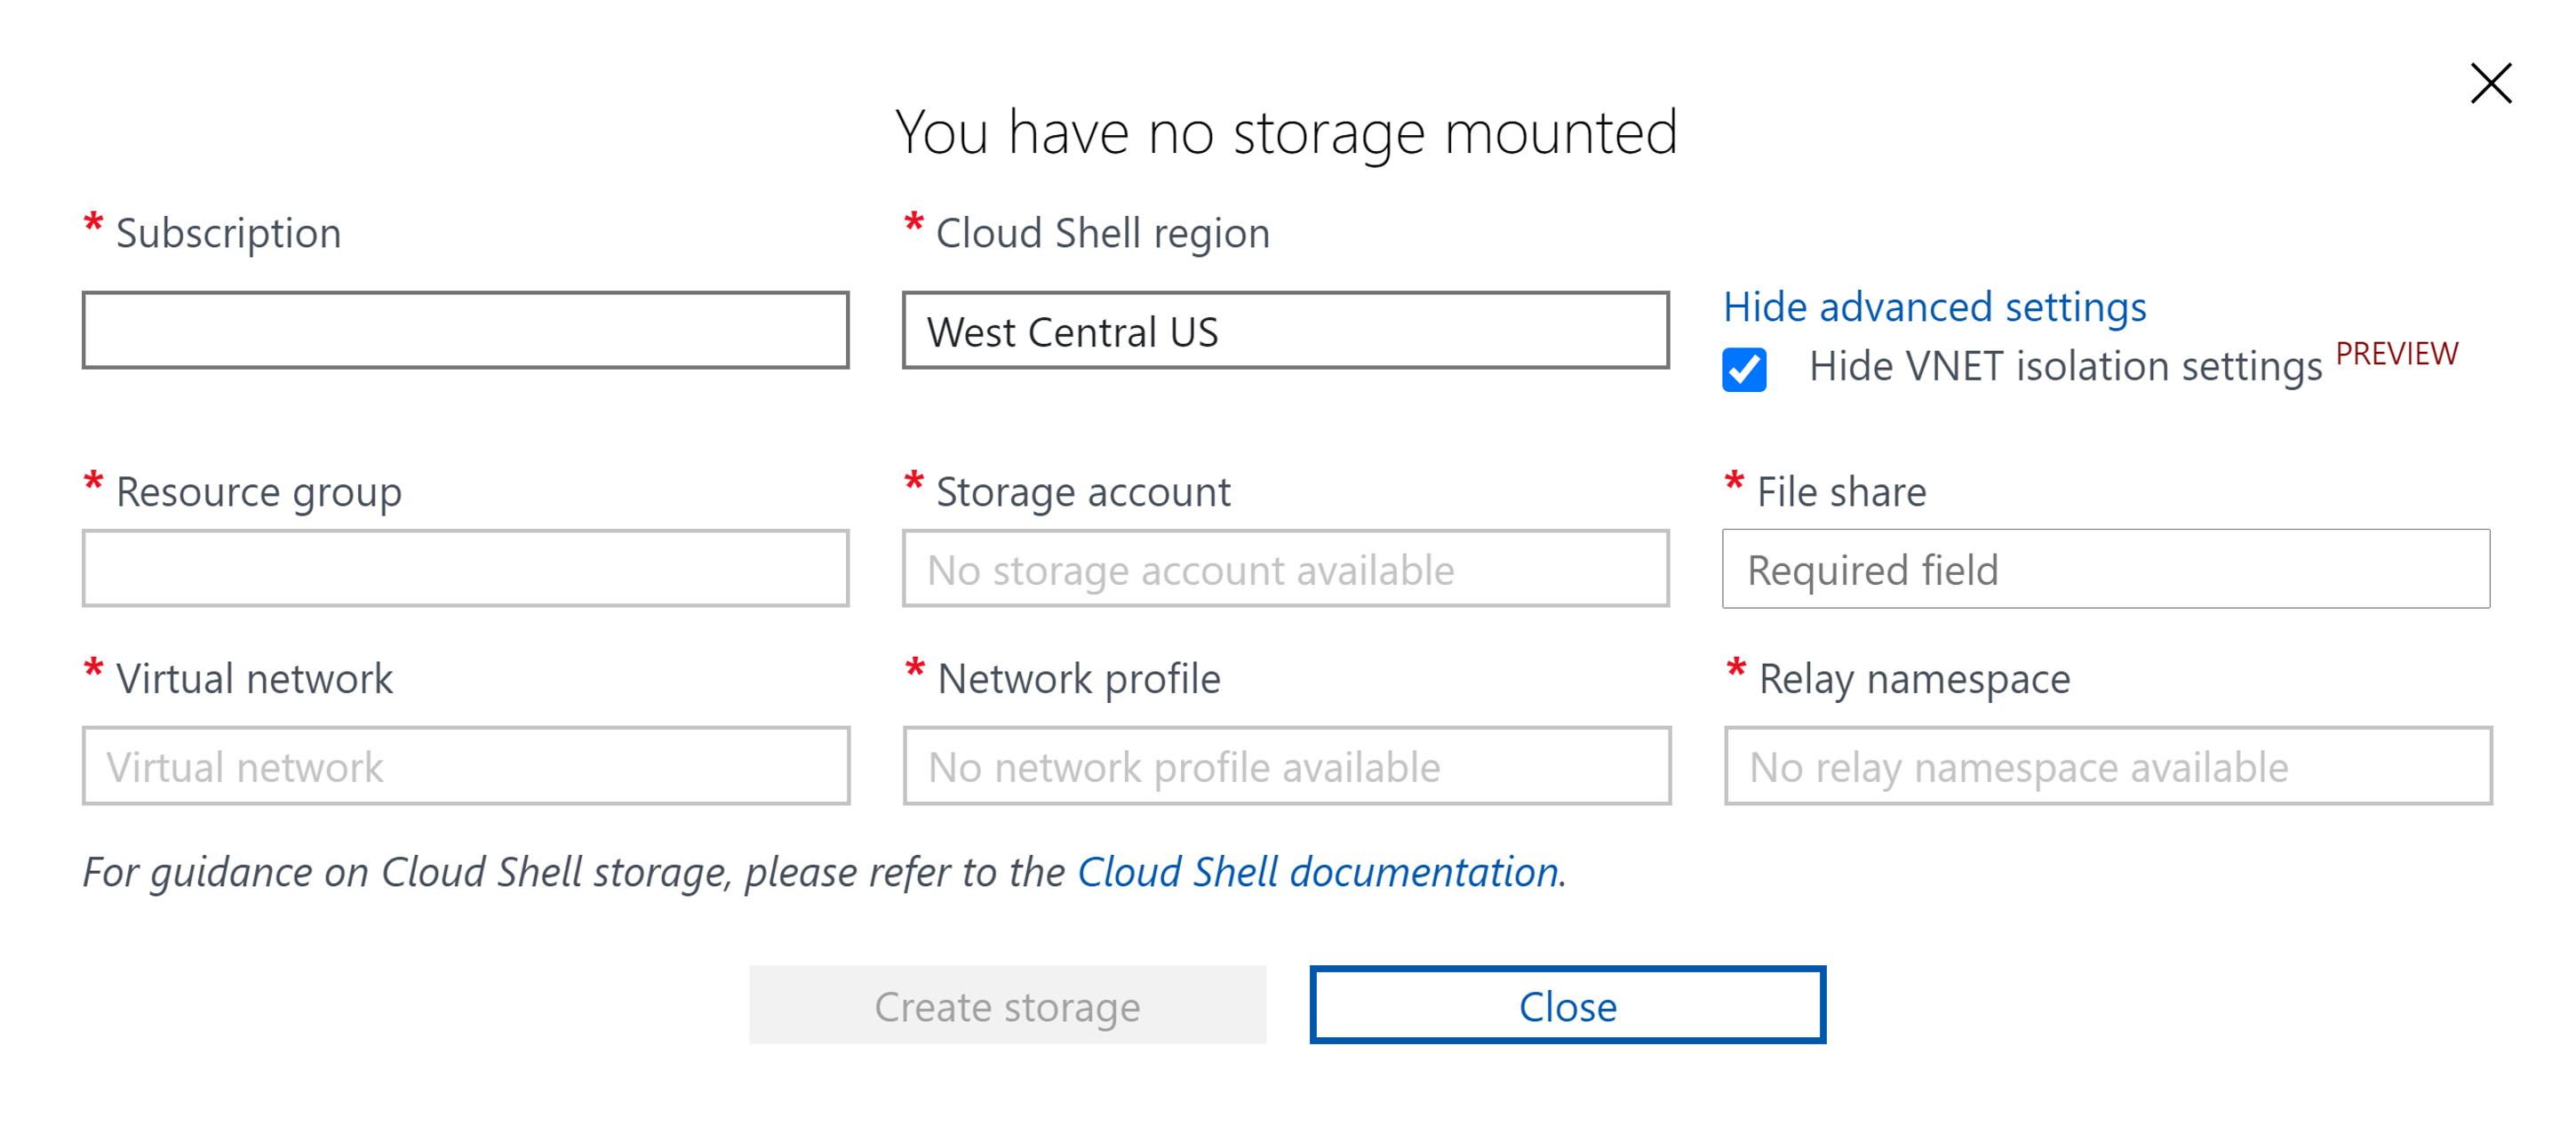 You have no storage mounted
* Subscription
* Cloud Shell region
West Central US
Hide advanced settings
Hide VNET isolation settings PREVIEW
* Resource group
* Storage account
* File share
No storage account available
Required field
* Virtual network
* Network profile
* Relay namespace
Virtual network
No network profile available
No relay namespace available
For guidance on Cloud Shell storage, please refer to the Cloud Shell documentation.
Create storage
Close